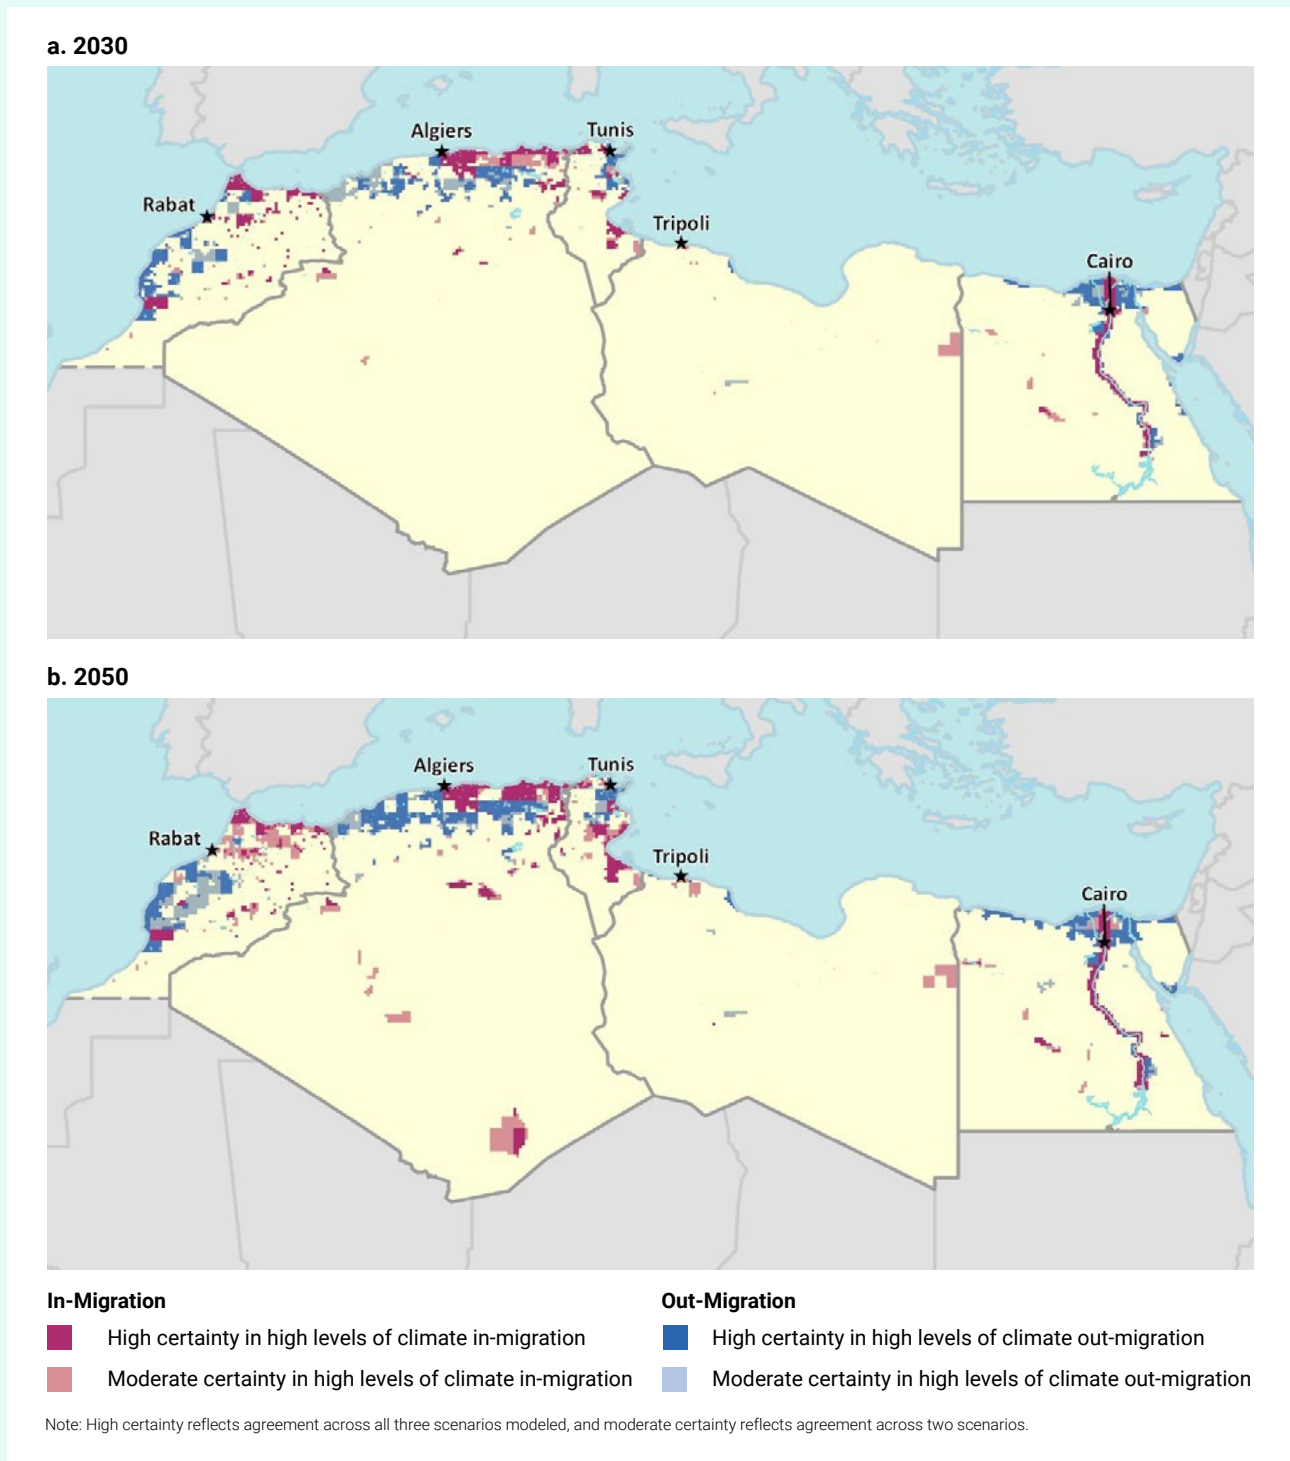 a. 2030
Algiers
Tunis
Rabat
Tripoli
Cairo
b. 2050
Algiers
Tunis
Rabat
Tripoli
Cairo
In-Migration
High certainty in high levels of climate in-migration
Moderate certainty in high levels of climate in-migration
Out-Migration
High certainty in high levels of climate out-migration
Moderate certainty in high levels of climate out-migration
Note: High certainty reflects agreement across all three scenarios modeled, and moderate certainty reflects agreement across two scenarios.